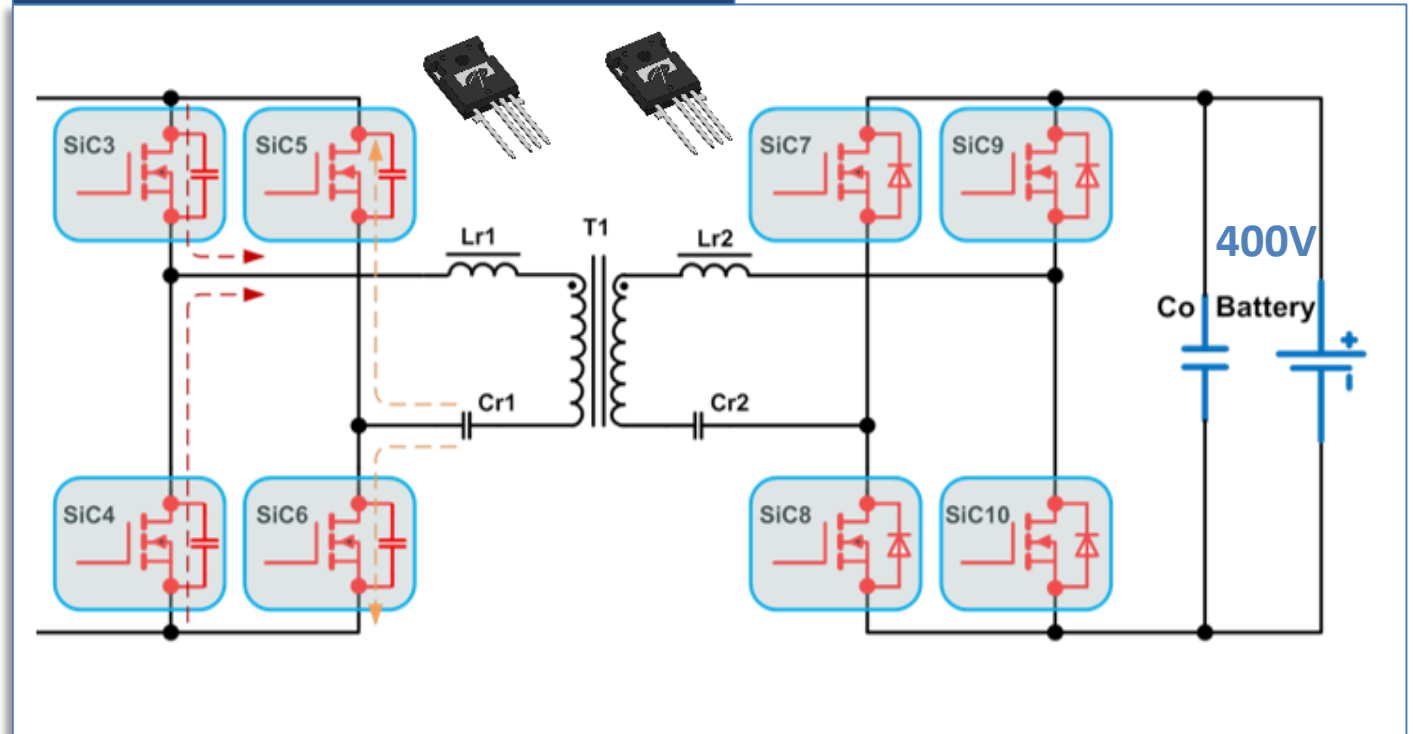 SiC3
SiC5
SiC7
SiC9
Lr1
T1
Lr2
400V
Co
Battery
Cr1
Cr2
SiC4
SiC6
SiC8
SiC10